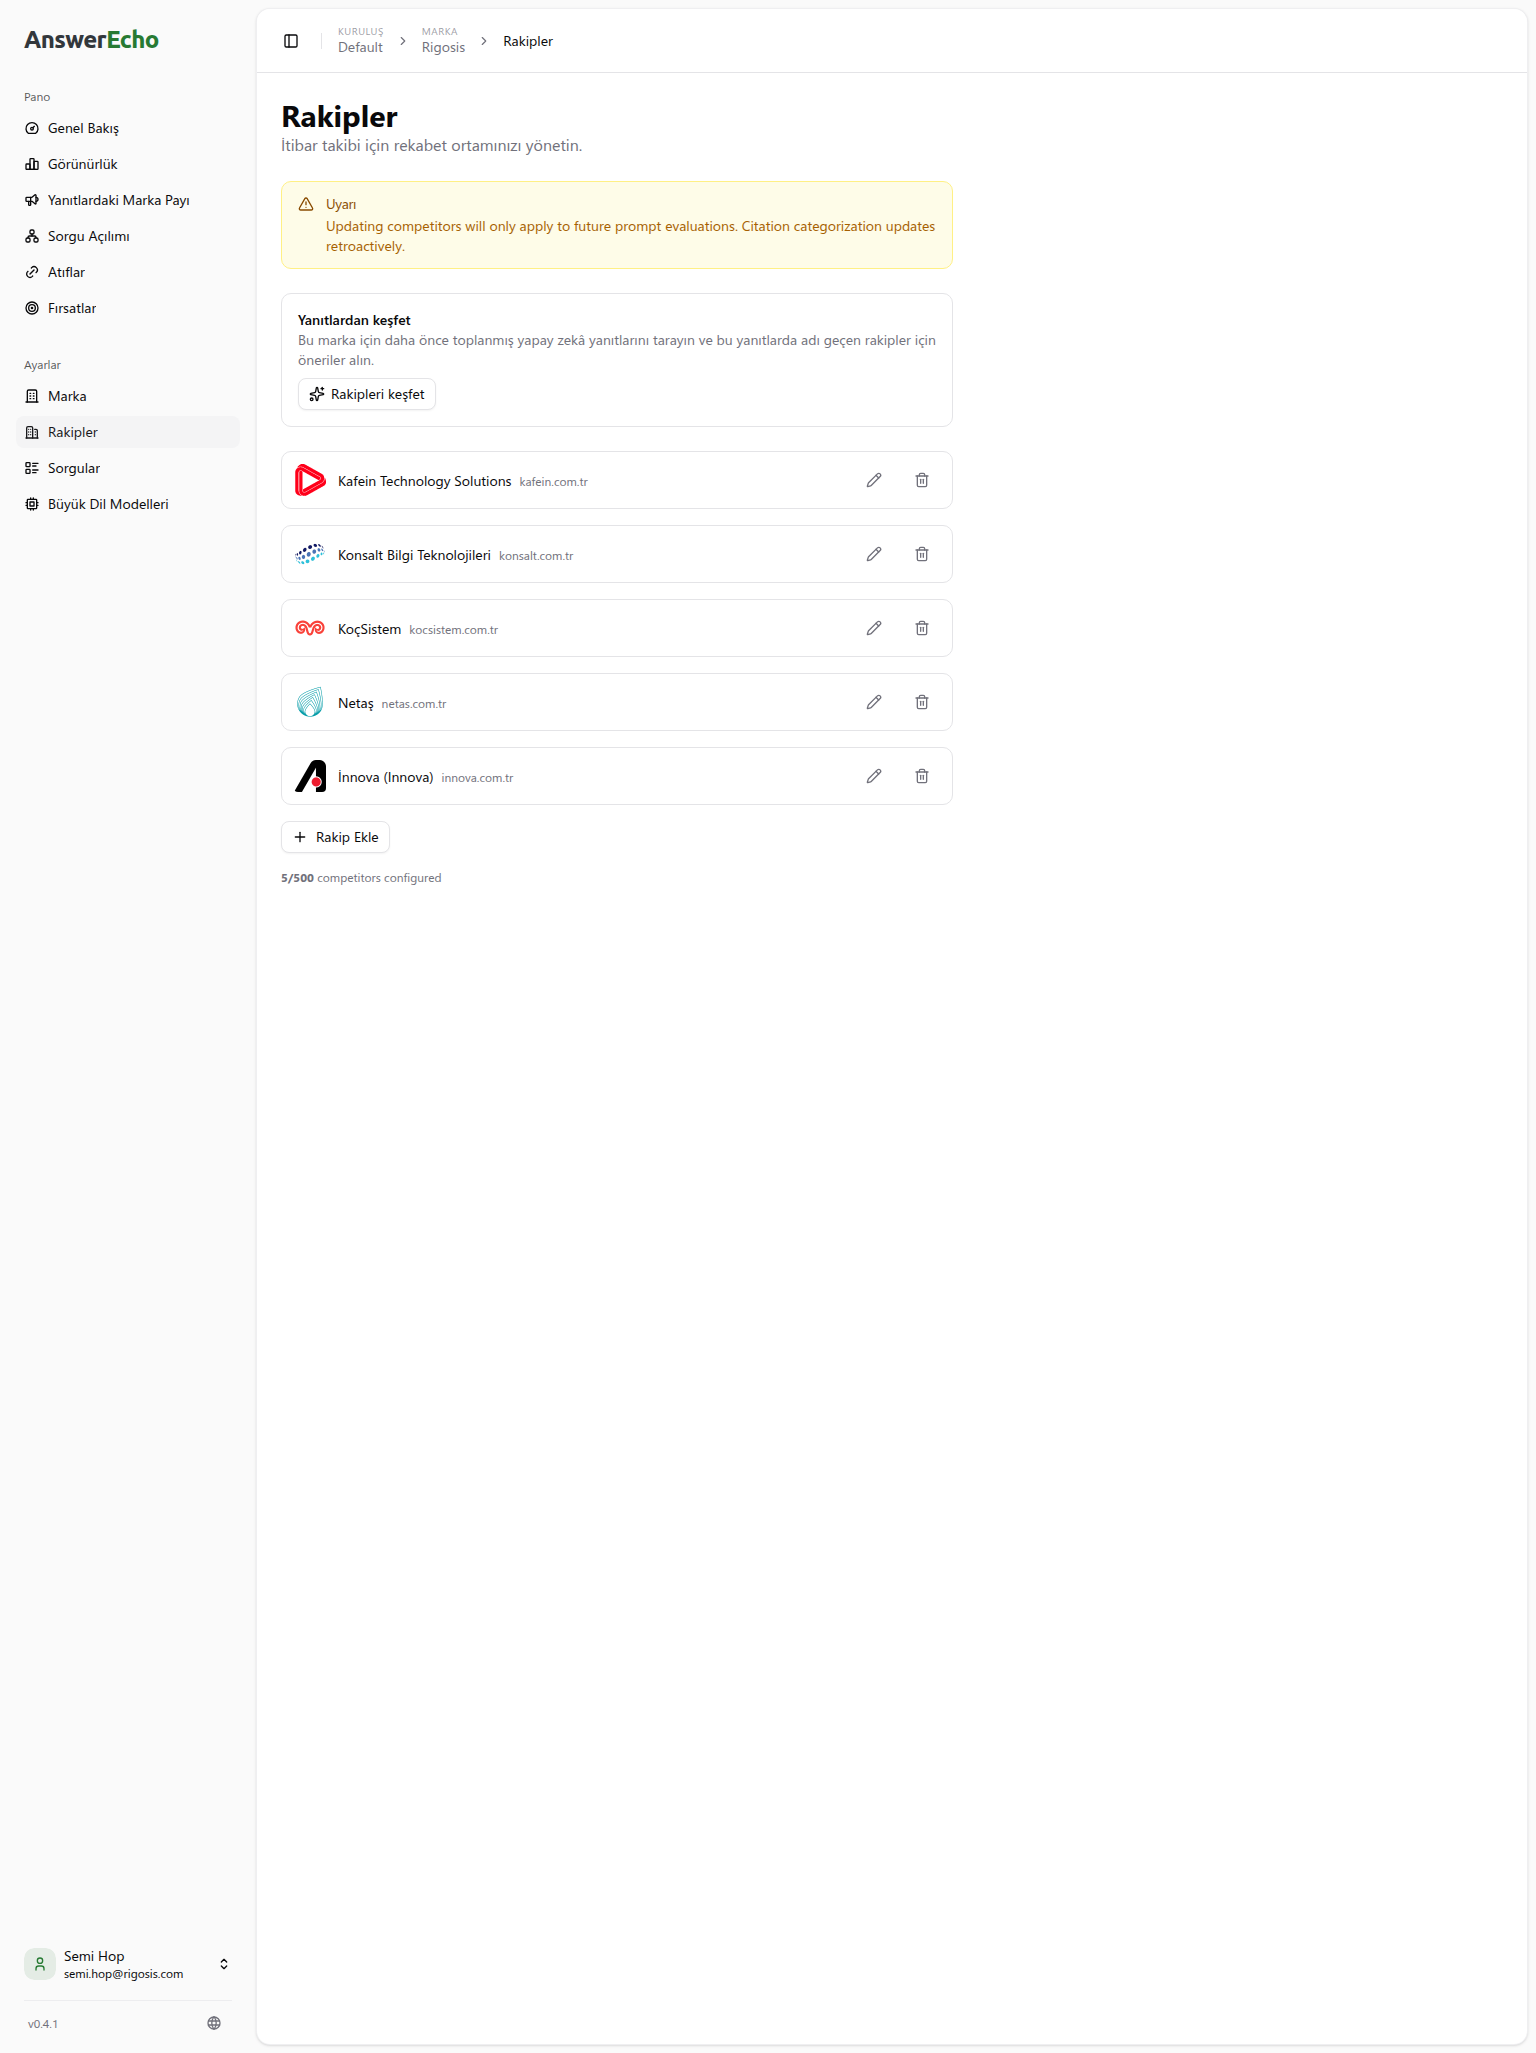 AnswerEcho
Pano
Genel Bakış
Görünürlük
Yanıtlardaki Marka Payı
Sorgu Açılımı
Atıflar
Fırsatlar
Ayarlar
Marka
Rakipler
Sorgular
Büyük Dil Modelleri
KURULUŞ
Default
MARKA
Rigosis
Rakipler
Rakipler
İtibar takibi için rekabet ortamınızı yönetin.
Uyarı
Updating competitors will only apply to future prompt evaluations. Citation categorization updates
retroactively.
Yanıtlardan keşfet
Bu marka için daha önce toplanmış yapay zekâ yanıtlarını tarayın ve bu yanıtlarda adı geçen rakipler için
öneriler alın.
Rakipleri keşfet
Kafein Technology Solutions kafein.com.tr
Konsalt Bilgi Teknolojileri konsalt.com.tr
KoçSistem kocsistem.com.tr
Netaş netas.com.tr
İnnova (Innova) innova.com.tr
Rakip Ekle
5/500 competitors configured
Semi Hop
semi.hop@rigosis.com
v0.4.1